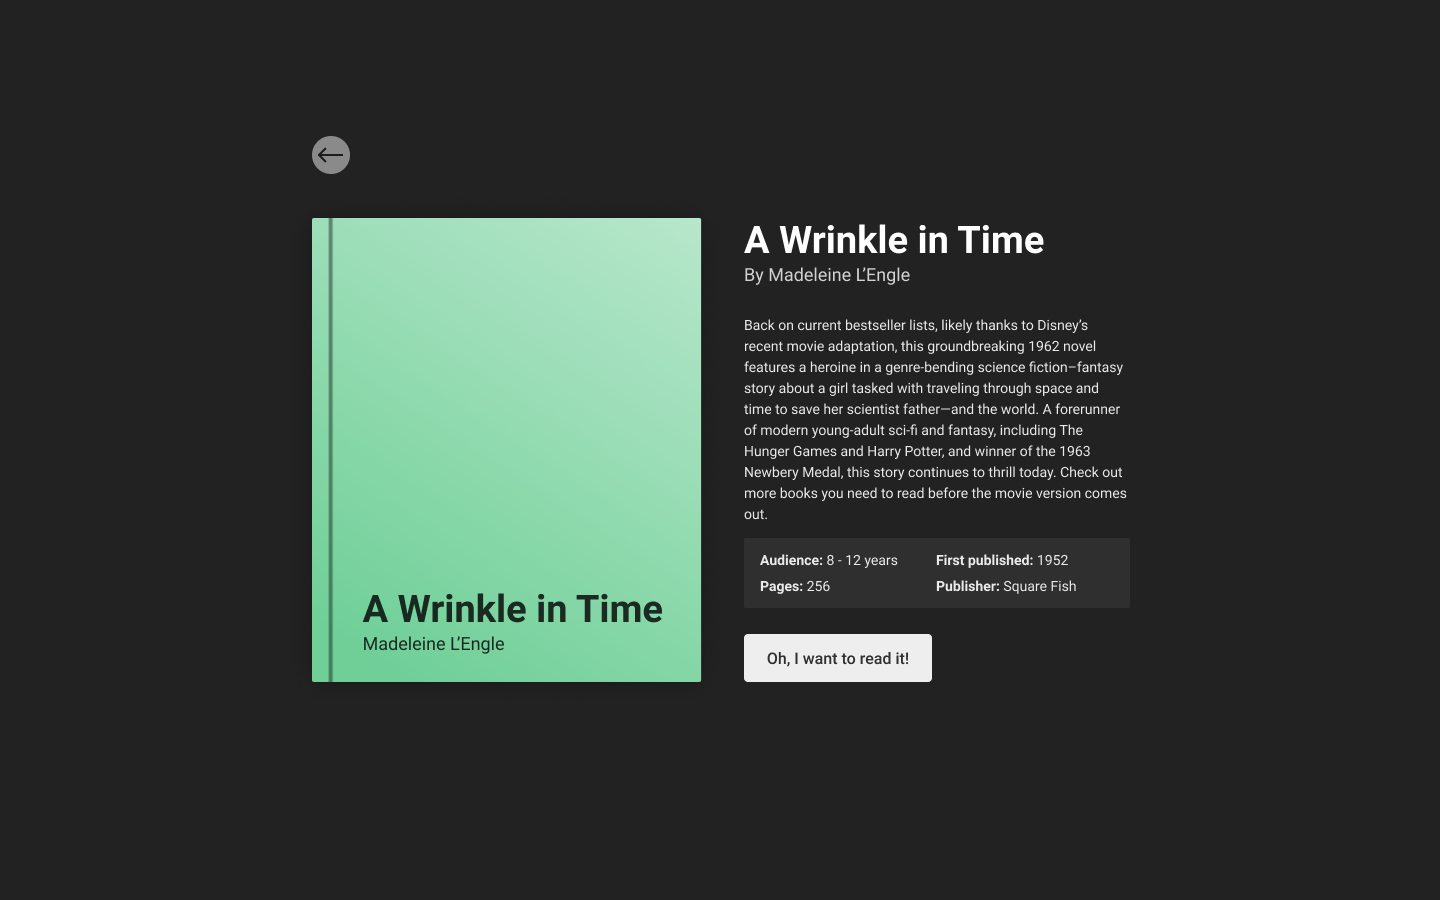 A Wrinkle in Time
Madeleine L’Engle
A Wrinkle in Time
By Madeleine L’Engle
Back on current bestseller lists, likely thanks to Disney’s
recent movie adaptation, this groundbreaking 1962 novel
features a heroine in a genre-bending science fiction–fantasy
story about a girl tasked with traveling through space and
time to save her scientist father—and the world. A forerunner
of modern young-adult sci-fi and fantasy, including The
Hunger Games and Harry Potter, and winner of the 1963
Newbery Medal, this story continues to thrill today. Check out
more books you need to read before the movie version comes
out.
Audience: 8 - 12 years First published: 1952
Pages: 256 Publisher: Square Fish
Oh, I want to read it!